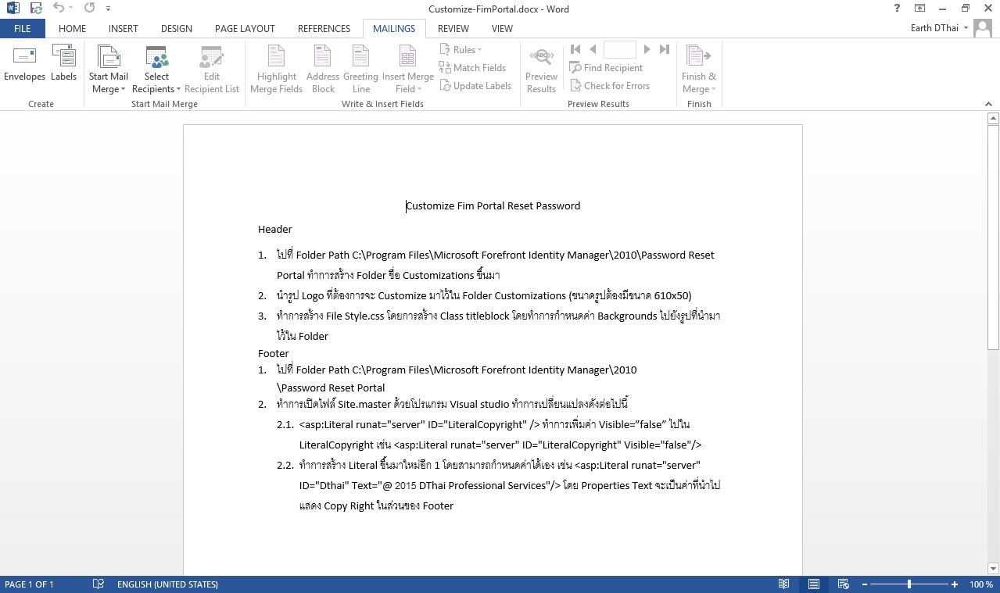 Customize-FimPortal.docx - Word
?
FILE HOME INSERT DESIGN PAGE LAYOUT REFERENCES MAILINGS REVIEW VIEW Earth DThai
Envelopes Labels Start Mail Merge Select Recipients Edit Recipient List Highlight Merge Fields Address Block Greeting Line Insert Merge Field Rules Match Fields Update Labels Preview Results ABC Find Recipient Check for Errors Finish & Merge
Create Start Mail Merge Write & Insert Fields Preview Results Finish
Customize Fim Portal Reset Password
Header
1. ไปที่ Folder Path C:\Program Files\Microsoft Forefront Identity Manager\2010\Password Reset
Portal ทำการสร้าง Folder ชื่อ Customizations ขึ้นมา
2. นำรูป Logo ที่ต้องการจะ Customize มาไว้ใน Folder Customizations (ขนาดรูปต้องมีขนาด 610x50)
3. ทำการสร้าง File Style.css โดยการสร้าง Class titleblock โดยทำการกำหนดค่า Backgrounds ไปยังรูปที่นำมา
ไว้ใน Folder
Footer
1. ไปที่ Folder Path C:\Program Files\Microsoft Forefront Identity Manager\2010
\Password Reset Portal
2. ทำการเปิดไฟล์ Site.master ด้วยโปรแกรม Visual studio ทำการเปลี่ยนแปลงดังต่อไปนี้
2.1. <asp:Literal runat="server" ID="LiteralCopyright" /> ทำการเพิ่มค่า Visible=”false” ไปใน
LiteralCopyright เช่น <asp:Literal runat="server" ID="LiteralCopyright" Visible="false"/>
2.2. ทำการสร้าง Literal ขึ้นมาใหม่อีก 1 โดยสามารถกำหนดค่าได้เอง เช่น <asp:Literal runat="server"
ID="Dthai" Text="@ 2015 DThai Professional Services"/> โดย Properties Text จะเป็นค่าที่นำไป
แสดง Copy Right ในส่วนของ Footer
PAGE 1 OF 1 ENGLISH (UNITED STATES) 100 %